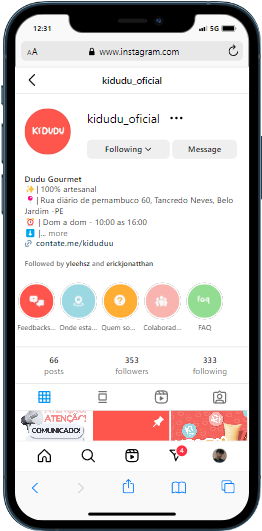 12:31
5G
AA
www.instagram.com
kidudu_oficial
KIDUDU
kidudu_oficial
Following
Message
Dudu Gourmet
✨| 100% artesanal
📍| Rua diário de pernambuco 60, Tancredo Neves, Belo
Jardim -PE
⏰ | Dom a dom - 10:00 as 16:00
⬇️ |... more
contate.me/kiduduu
Followed by yleehsz and erickjonatthan
Feedbacks...
Onde esta...
Quem so...
Colaborad...
faq
FAQ
66
353
333
posts
followers
following
ATENÇÃO!
COMUNICADO!
4